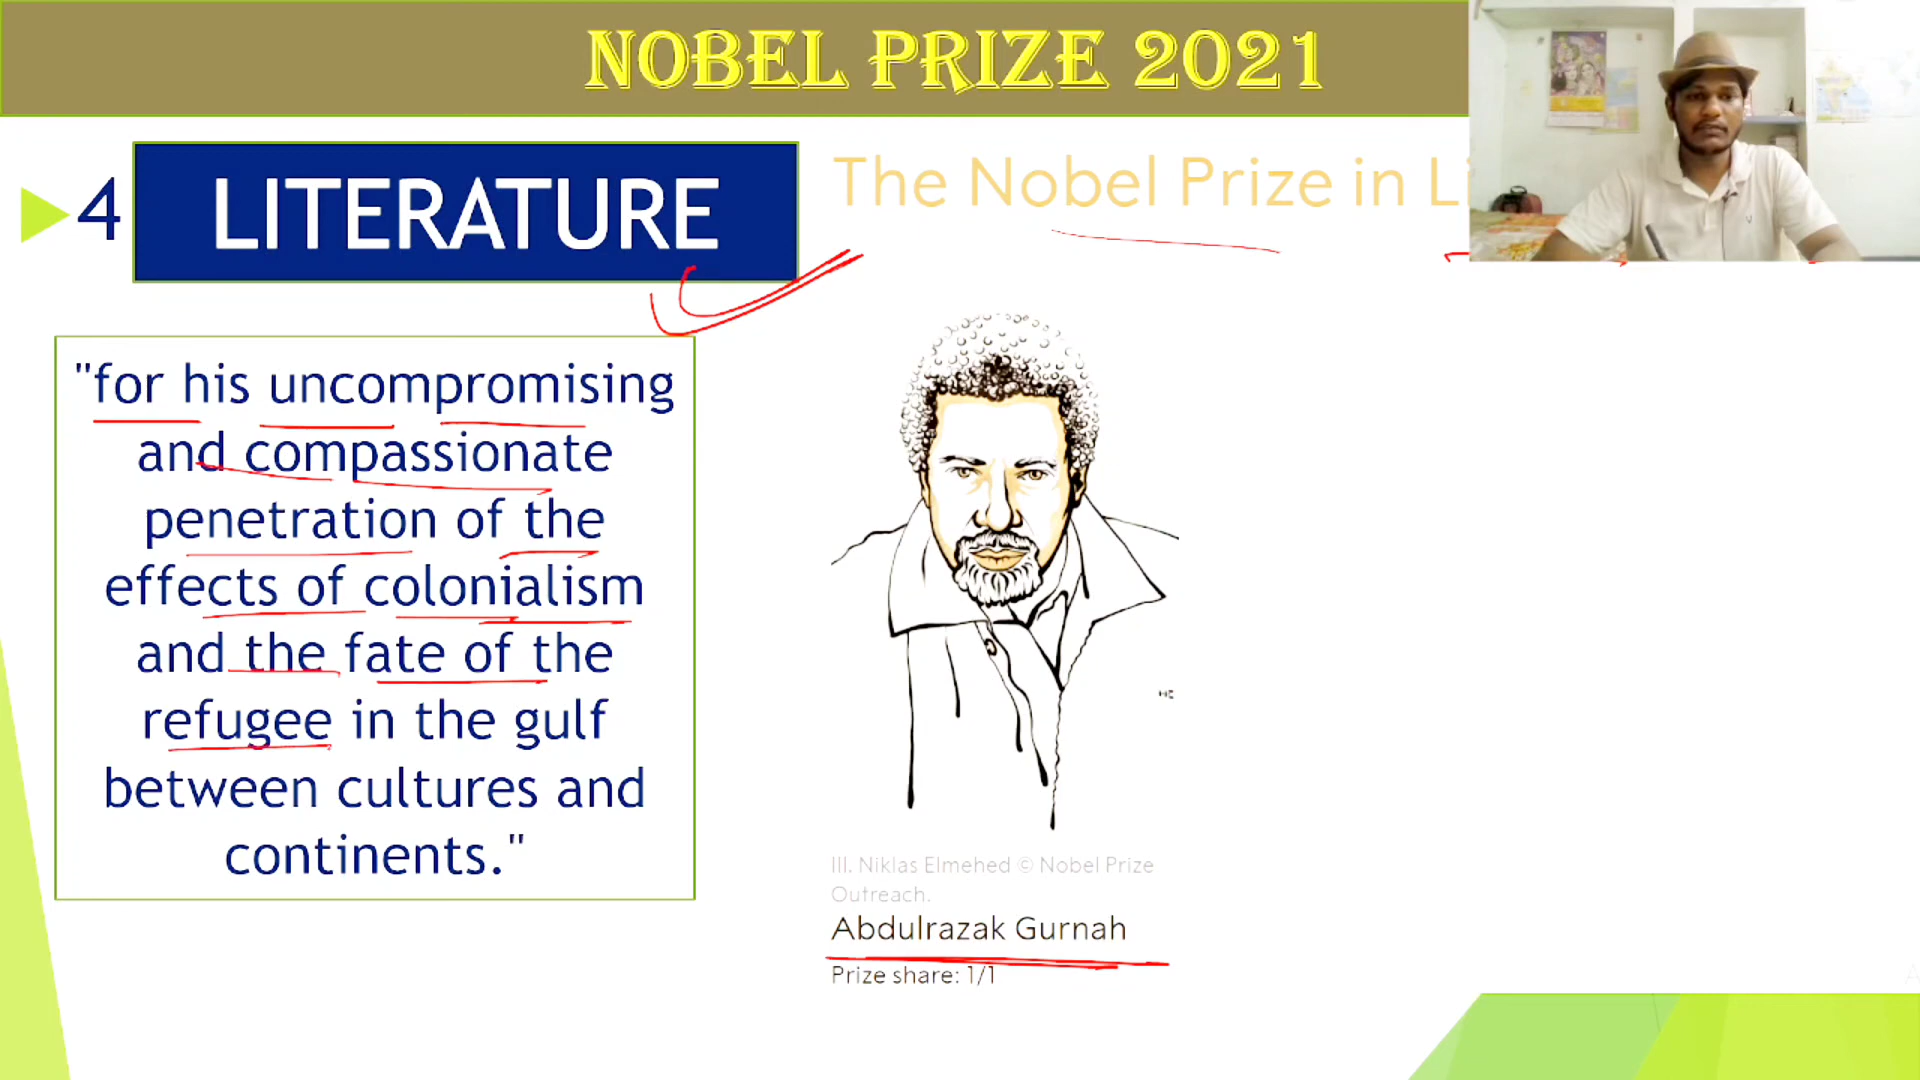 NOBEL PRIZE 2021
4
LITERATURE
The Nobel Prize in Li
"for his uncompromising
and compassionate
penetration of the
effects of colonialism
and the fate of the
refugee in the gulf
between cultures and
continents."
III. Niklas Elmehed © Nobel Prize
Outreach.
Abdulrazak Gurnah
Prize share: 1/1